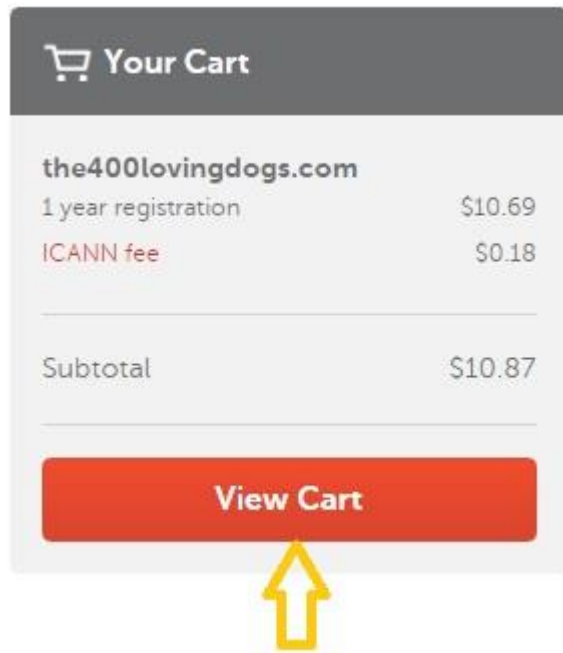 Your Cart
the400lovingdogs.com
1 year registration $10.69
ICANN fee $0.18
Subtotal $10.87
View Cart